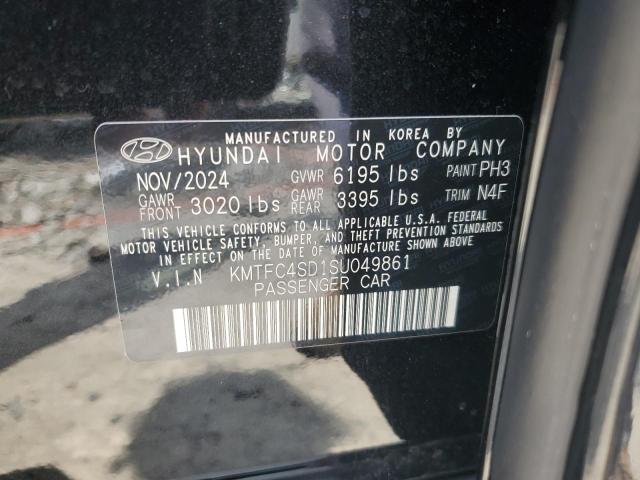 MANUFACTURED IN KOREA BY
HYUNDAI MOTOR COMPANY
NOV/2024 GVWR 6195 lbs PAINT PH3
GAWR FRONT 3020 lbs GAWR REAR 3395 lbs TRIM N4F
THIS VEHICLE CONFORMS TO ALL APPLICABLE U.S.A. FEDERAL
MOTOR VEHICLE SAFETY, BUMPER, AND THEFT PREVENTION STANDARDS
IN EFFECT ON THE DATE OF MANUFACTURE SHOWN ABOVE
V.I.N KMTFC4SD1SU049861
PASSENGER CAR